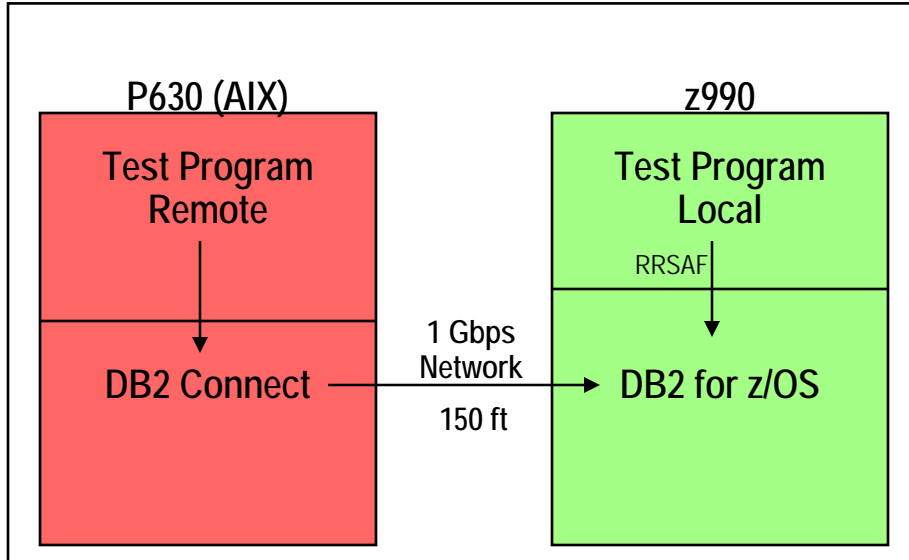 P630 (AIX)
Test Program
Remote
DB2 Connect
1 Gbps
Network
150 ft
z990
Test Program
Local
RRSAF
DB2 for z/OS